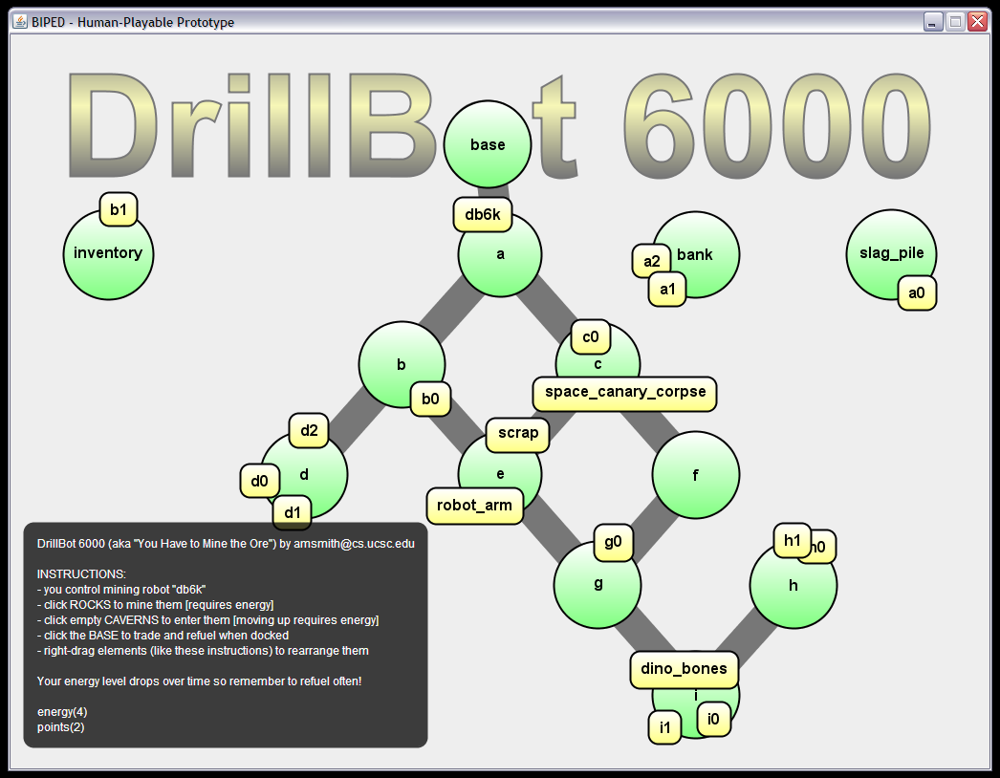 BIPED - Human-Playable Prototype
DrillBot 6000
base
b1
db6k
inventory
a
a2
bank
a1
slag_pile
a0
b
b0
c0
c
space_canary_corpse
d2
d
d0
d1
scrap
e
robot_arm
f
g0
g
h1
h0
h
dino_bones
i
i1
i0
DrillBot 6000 (aka "You Have to Mine the Ore") by amsmith@cs.ucsc.edu
INSTRUCTIONS:
- you control mining robot "db6k"
- click ROCKS to mine them [requires energy]
- click empty CAVERNS to enter them [moving up requires energy]
- click the BASE to trade and refuel when docked
- right-drag elements (like these instructions) to rearrange them
Your energy level drops over time so remember to refuel often!
energy(4)
points(2)